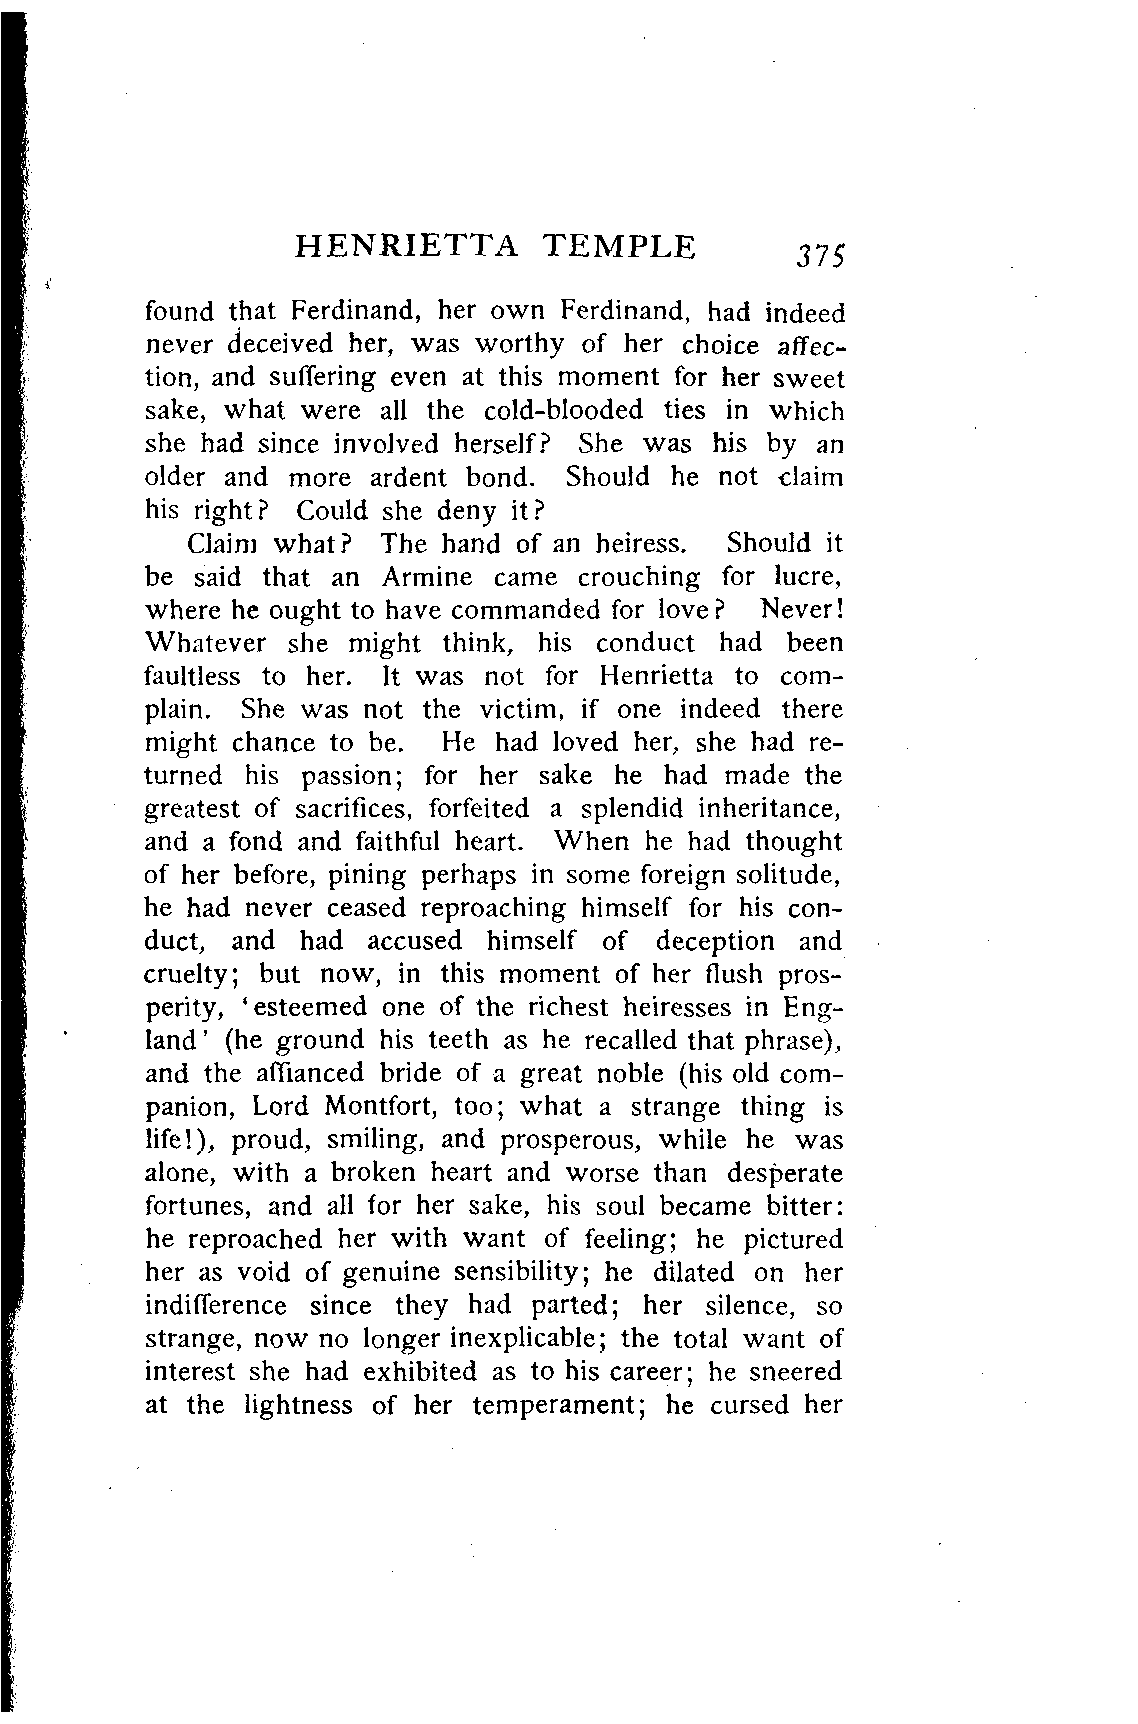 HENRIETTA TEMPLE 375
found that Ferdinand, her own Ferdinand, had indeed
never deceived her, was worthy of her choice affec-
tion, and suffering even at this moment for her sweet
sake, what were all the cold-blooded ties in which
she had since involved herself? She was his by an
older and more ardent bond. Should he not claim
his right? Could she deny it?
Claim what? The hand of an heiress. Should it
be said that an Armine came crouching for lucre,
where he ought to have commanded for love? Never!
Whatever she might think, his conduct had been
faultless to her. It was not for Henrietta to com-
plain. She was not the victim, if one indeed there
might chance to be. He had loved her, she had re-
turned his passion; for her sake he had made the
greatest of sacrifices, forfeited a splendid inheritance,
and a fond and faithful heart. When he had thought
of her before, pining perhaps in some foreign solitude,
he had never ceased reproaching himself for his con-
duct, and had accused himself of deception and
cruelty; but now, in this moment of her flush pros-
perity, 'esteemed one of the richest heiresses in Eng-
land' (he ground his teeth as he recalled that phrase),
and the affianced bride of a great noble (his old com-
panion, Lord Montfort, too; what a strange thing is
life!), proud, smiling, and prosperous, while he was
alone, with a broken heart and worse than desperate
fortunes, and all for her sake, his soul became bitter:
he reproached her with want of feeling; he pictured
her as void of genuine sensibility; he dilated on her
indifference since they had parted; her silence, so
strange, now no longer inexplicable; the total want of
interest she had exhibited as to his career; he sneered
at the lightness of her temperament; he cursed her